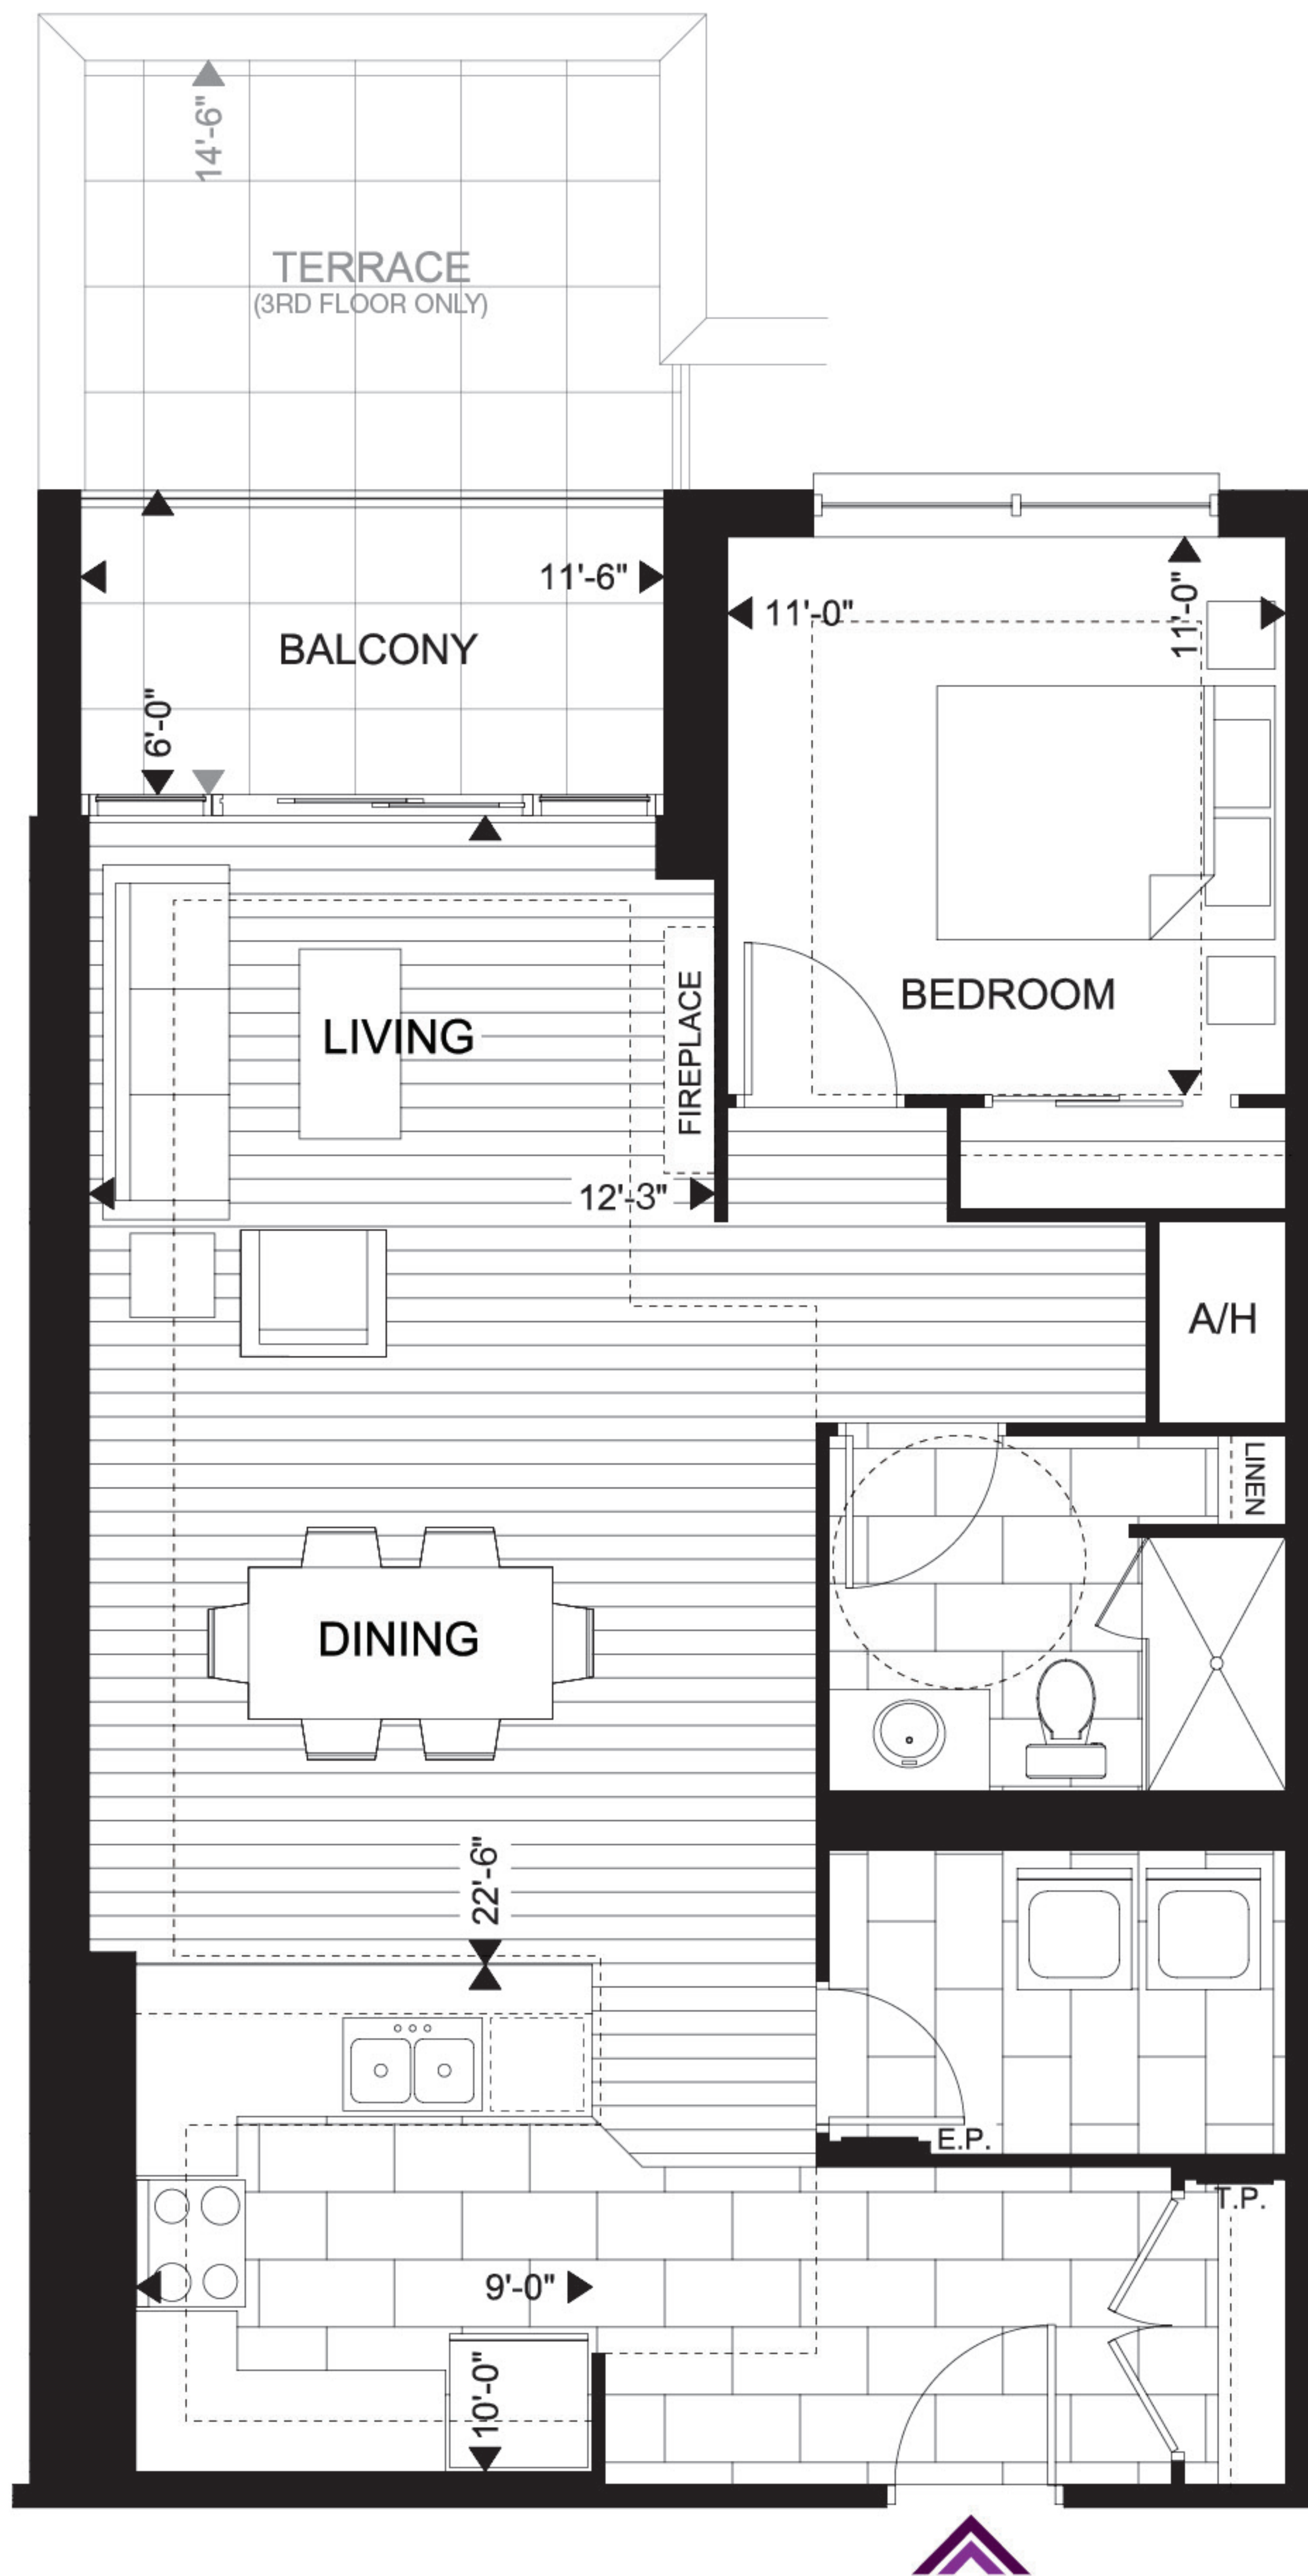 14'-6"
TERRACE
(3RD FLOOR ONLY)
11'-6"
11'-0"
11'-0"
BALCONY
6'-0"
BEDROOM
LIVING
FIREPLACE
12'-3"
A/H
LINEN
DINING
22'-6"
E.P.
T.P.
9'-0"
10'-0"